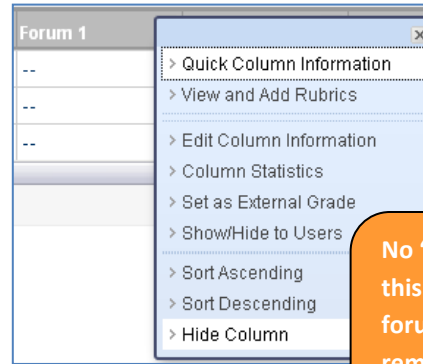 Forum 1
--
--
--
> Quick Column Information
> View and Add Rubrics
> Edit Column Information
> Column Statistics
> Set as External Grade
> Show/Hide to Users
> Sort Ascending
> Sort Descending
> Hide Column
No
this
foru